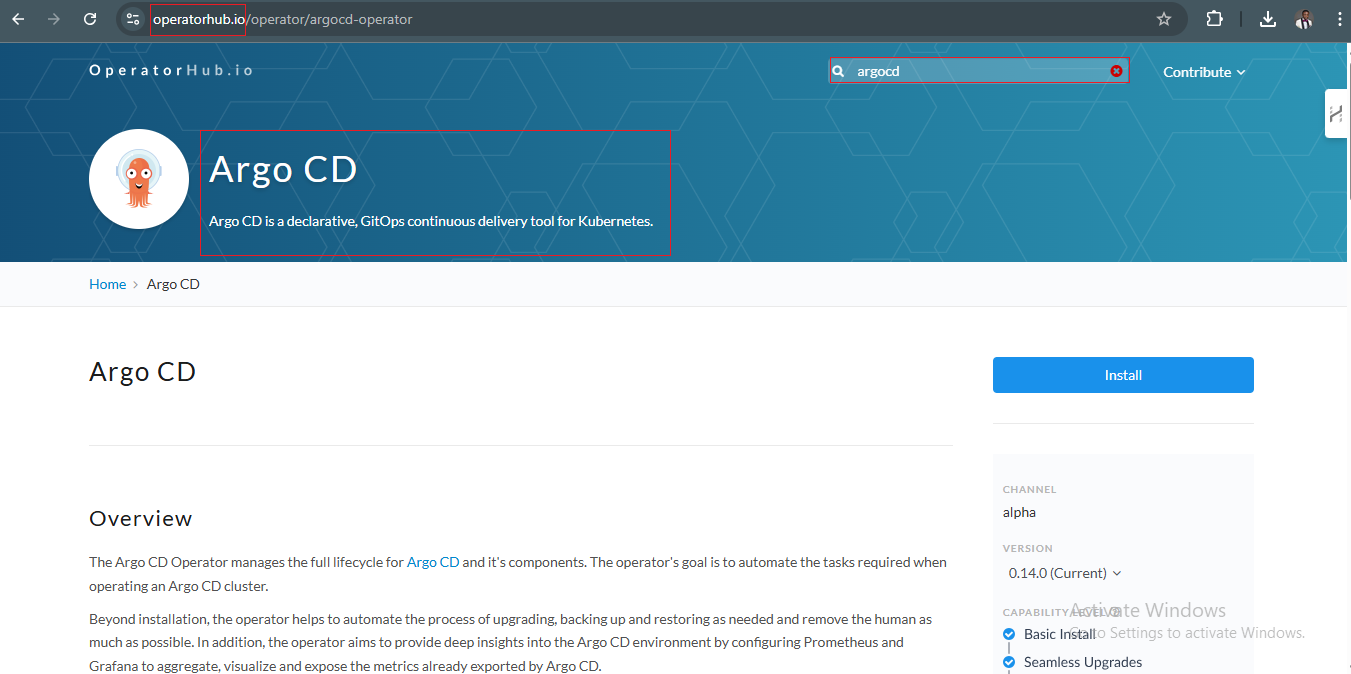 operatorhub.io/operator/argocd-operator
OperatorHub.io
argocd
Contribute
Argo CD
Argo CD is a declarative, GitOps continuous delivery tool for Kubernetes.
Home > Argo CD
Argo CD
Install
CHANNEL
alpha
VERSION
0.14.0 (Current)
CAPABILITY LEVEL
Basic Install
Seamless Upgrades
Overview
The Argo CD Operator manages the full lifecycle for Argo CD and it's components. The operator's goal is to automate the tasks required when
operating an Argo CD cluster.
Beyond installation, the operator helps to automate the process of upgrading, backing up and restoring as needed and remove the human as
much as possible. In addition, the operator aims to provide deep insights into the Argo CD environment by configuring Prometheus and
Grafana to aggregate, visualize and expose the metrics already exported by Argo CD.
Activate Windows
Go to Settings to activate Windows.